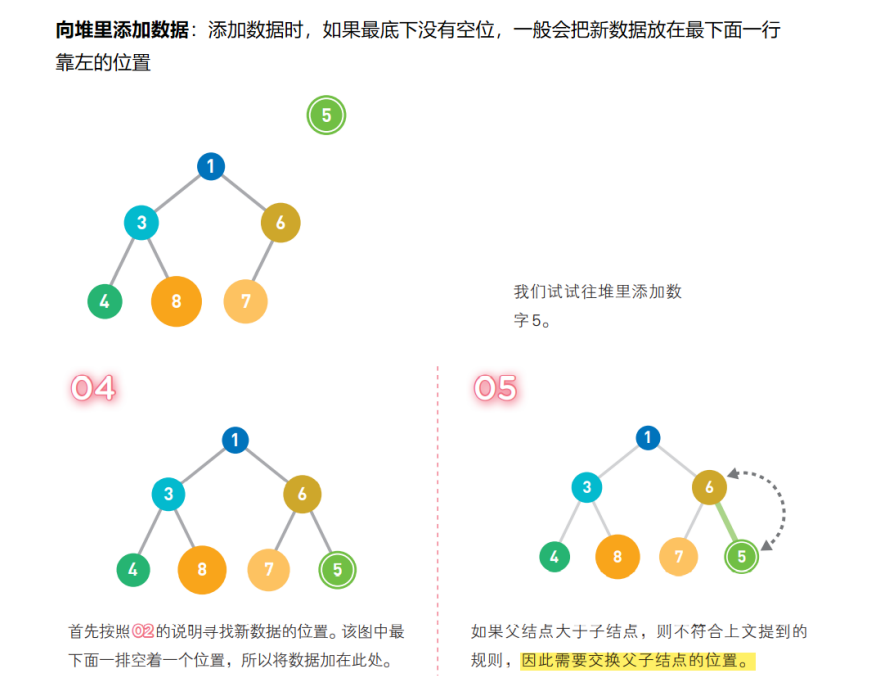 向堆里添加数据：添加数据时，如果最底下没有空位，一般会把新数据放在最下面一行
靠左的位置
5
1
3
6
4
8
7
我们试试往堆里添加数
字5。
04
1
3
6
4
8
7
5
首先按照02的说明寻找新数据的位置。该图中最
下面一排空着一个位置，所以将数据加在此处。
05
1
3
6
4
8
7
5
如果父结点大于子结点，则不符合上文提到的
规则，因此需要交换父子结点的位置。